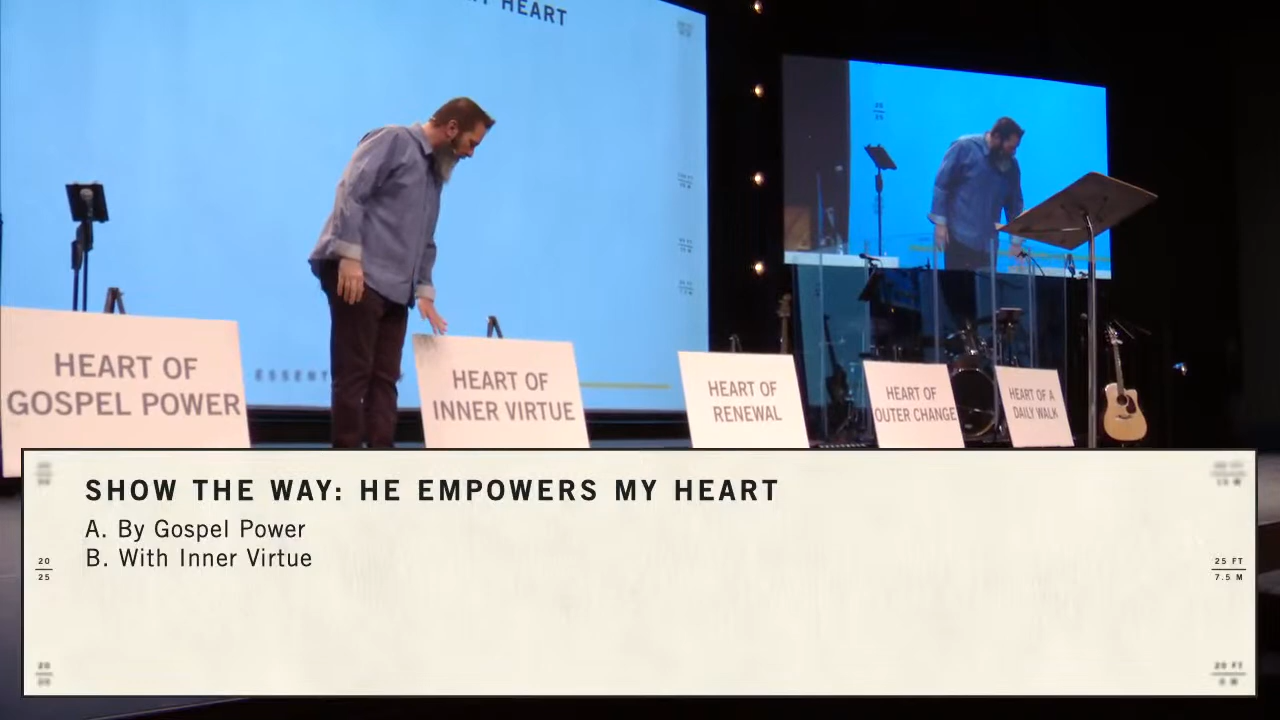 HEART
HEART OF
GOSPEL POWER
HEART OF
INNER VIRTUE
HEART OF
RENEWAL
HEART OF
OUTER CHANGE
HEART OF A
DAILY WALK
SHOW THE WAY: HE EMPOWERS MY HEART
A. By Gospel Power
B. With Inner Virtue
20
25
25 FT
7.5 M
20 FT